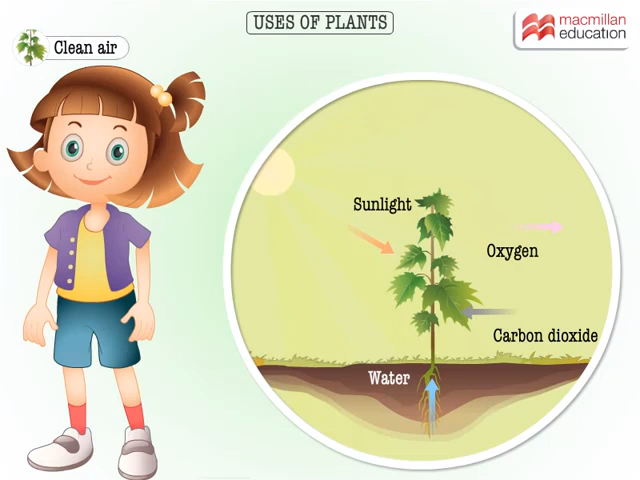 USES OF PLANTS
macmillan
education
Clean air
Sunlight
Oxygen
Carbon dioxide
Water